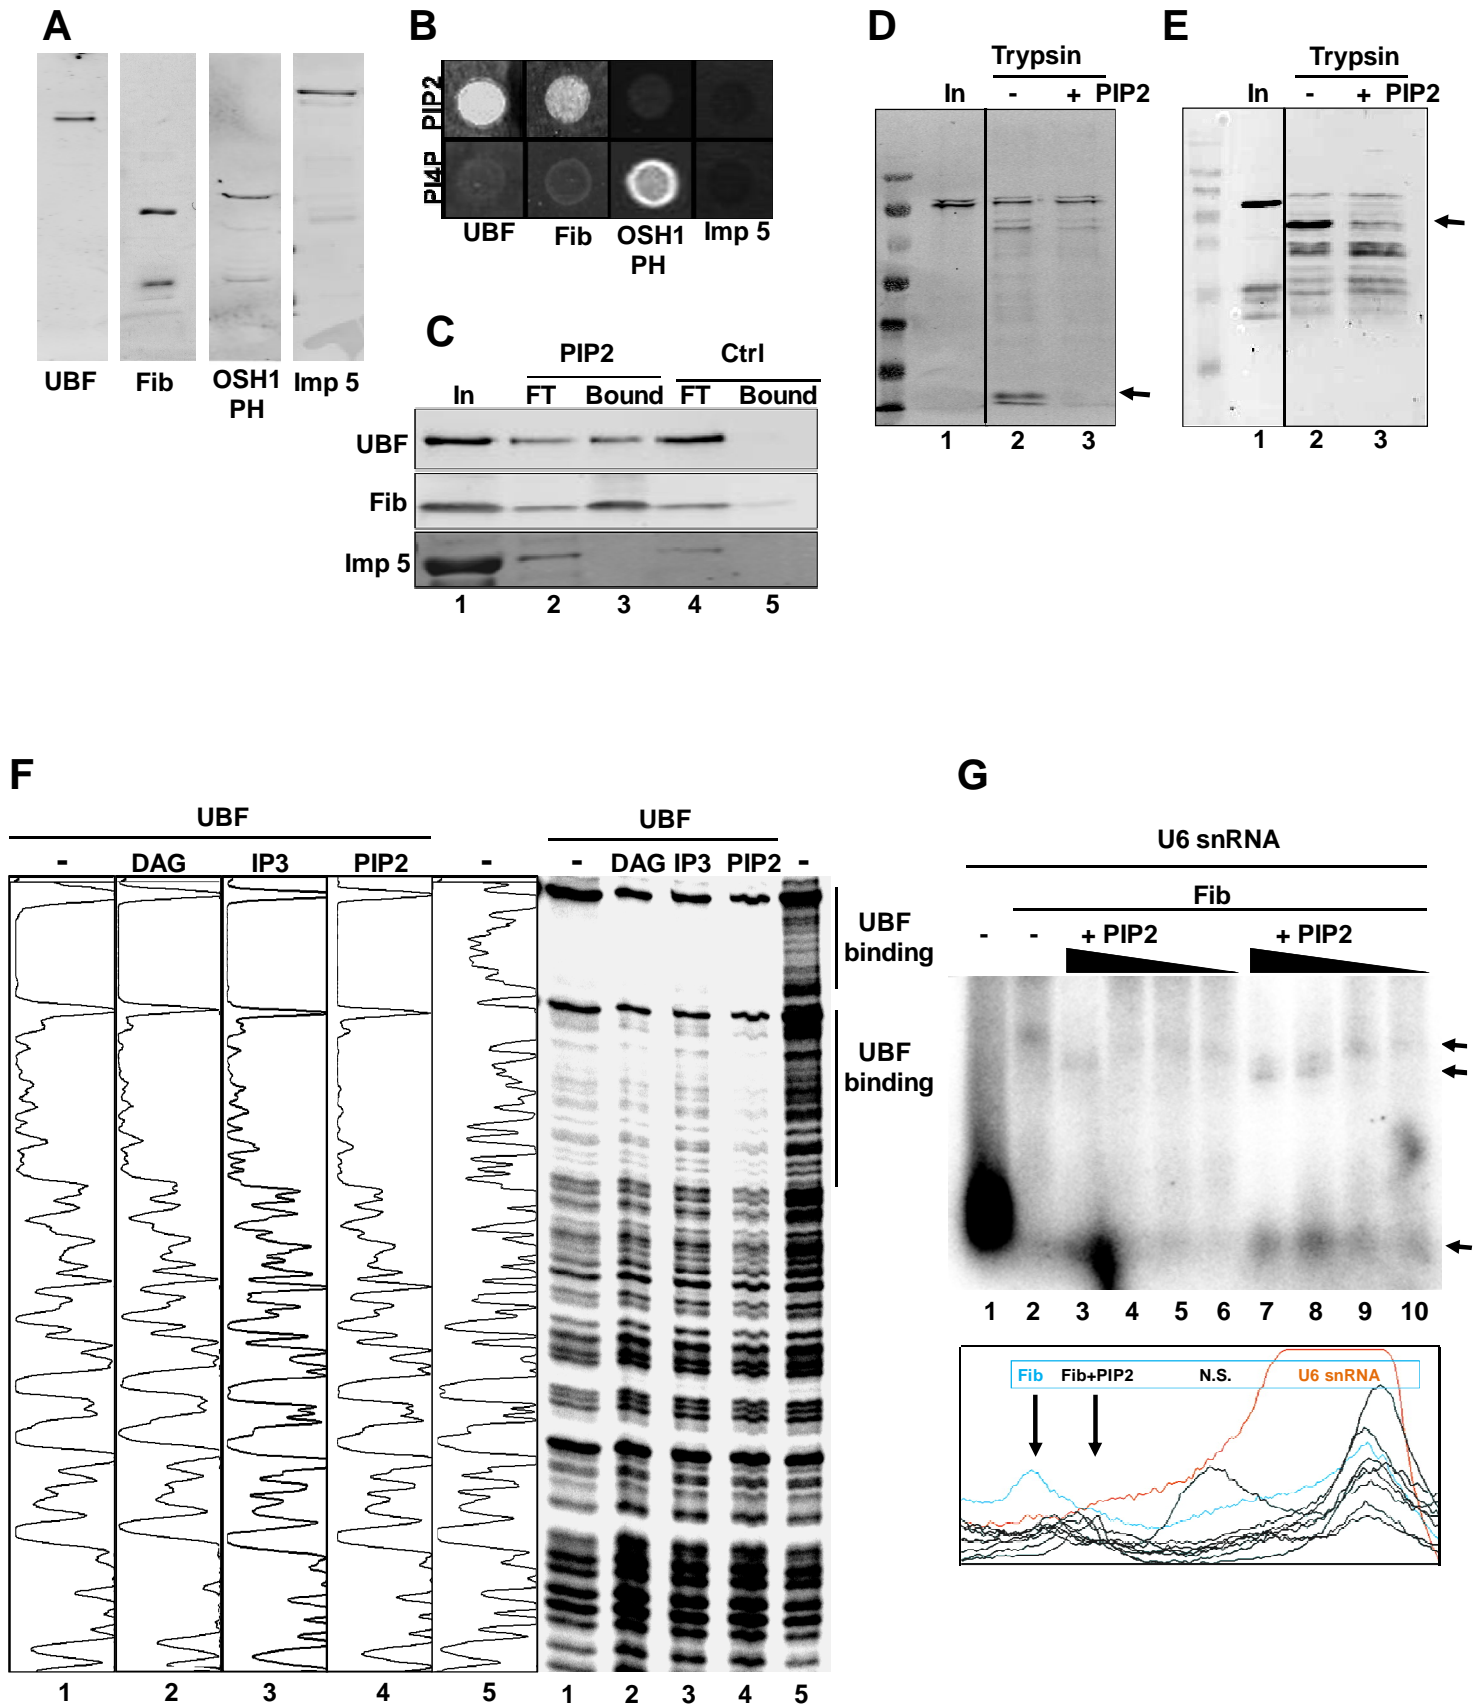 A
UBF
Fib
OSH1
PH
Imp 5
B
PIP2
PI4P
UBF
Fib
OSH1
PH
Imp 5
C
PIP2
Ctrl
In
FT
Bound
FT
Bound
UBF
Fib
Imp 5
1
2
3
4
5
D
Trypsin
In
-
+ PIP2
1
2
3
E
Trypsin
In
-
+ PIP2
1
2
3
F
UBF
-
DAG
IP3
PIP2
-
UBF
-
DAG
IP3
PIP2
-
UBF
binding
UBF
binding
1
2
3
4
5
1
2
3
4
5
G
U6 snRNA
Fib
-
-
+ PIP2
+ PIP2
1
2
3
4
5
6
7
8
9
10
Fib
Fib+PIP2
N.S.
U6 snRNA